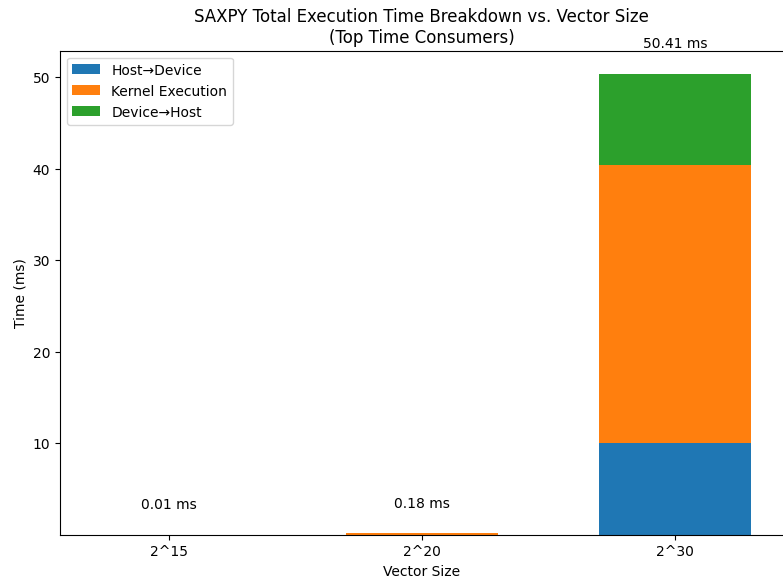 SAXPY Total Execution Time Breakdown vs. Vector Size
(Top Time Consumers)
50.41 ms
Host→Device
Kernel Execution
Device→Host
50
40
30
20
10
Time (ms)
0.01 ms
0.18 ms
2^15
2^20
2^30
Vector Size